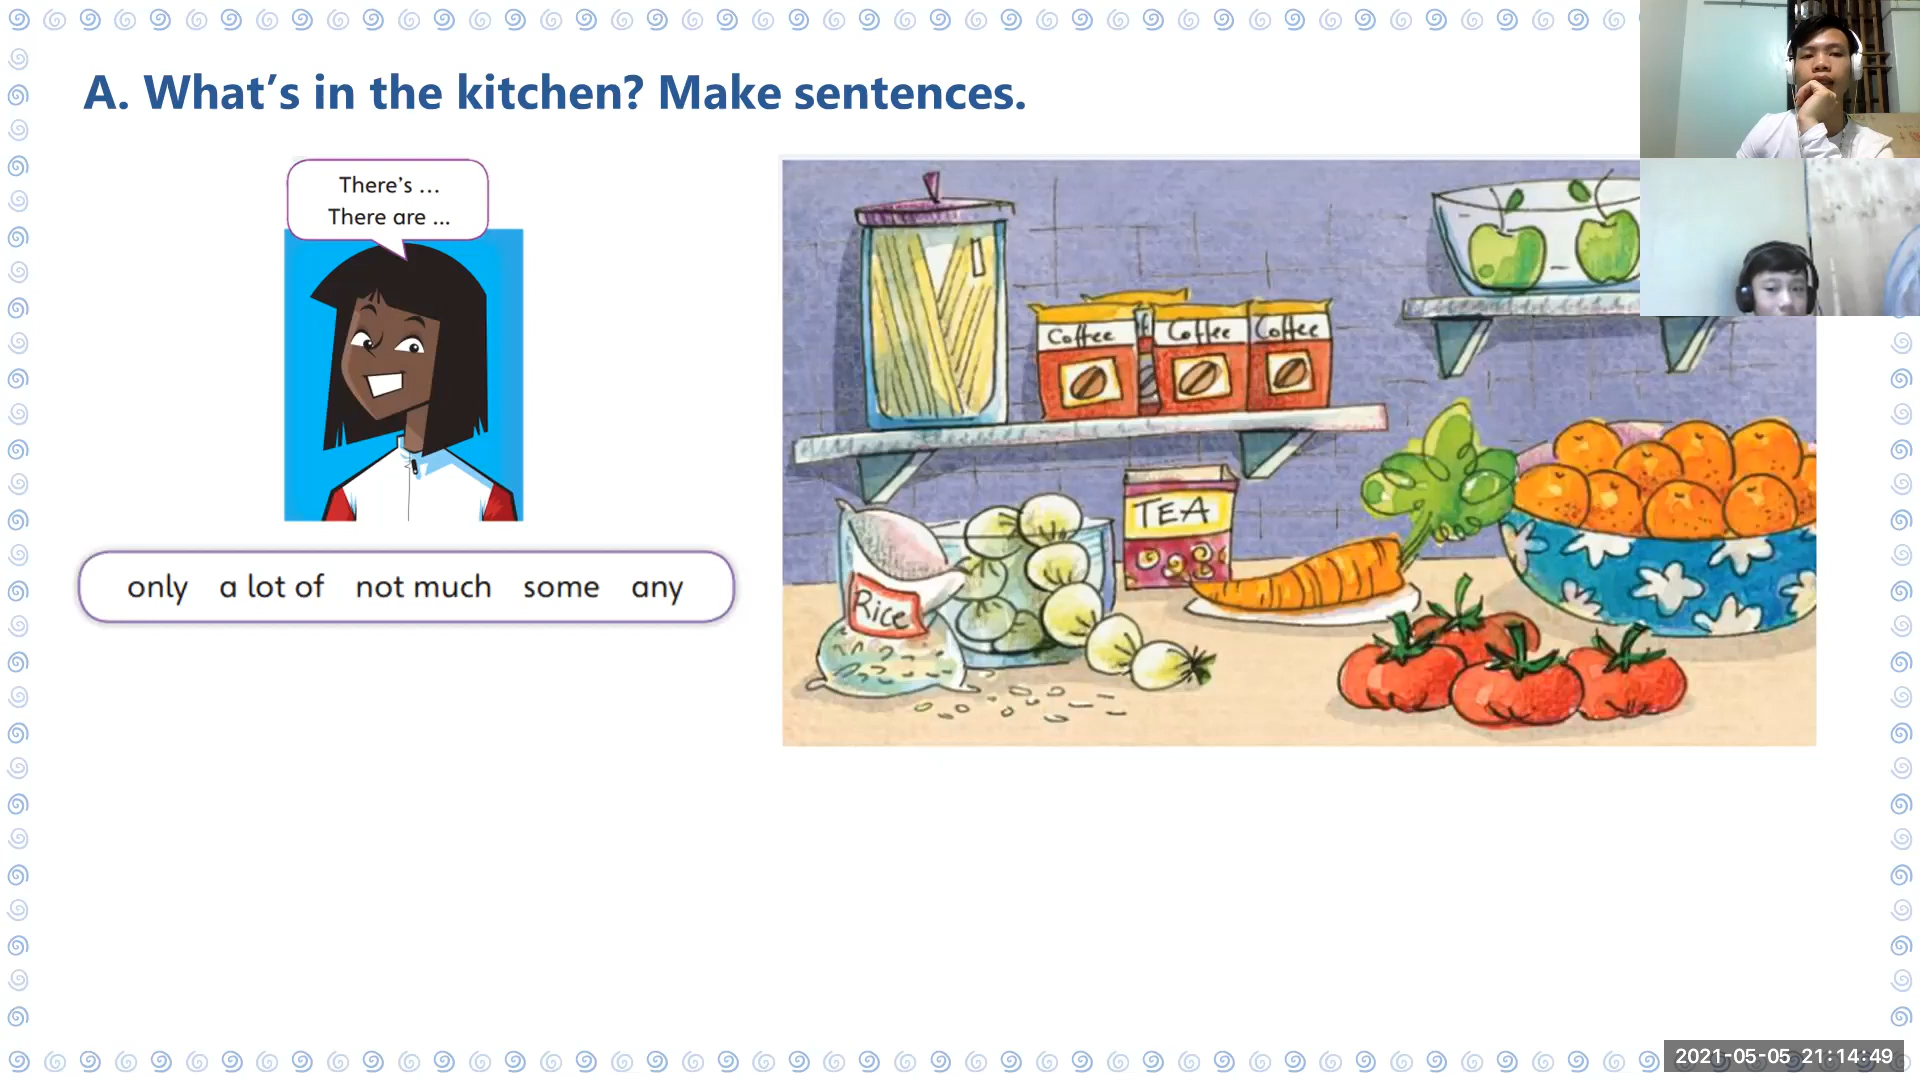 A. What’s in the kitchen? Make sentences.
There’s ...
There are ...
only a lot of not much some any
Coffee Coffee Coffee
TEA
Rice
2021-05-05 21:14:49